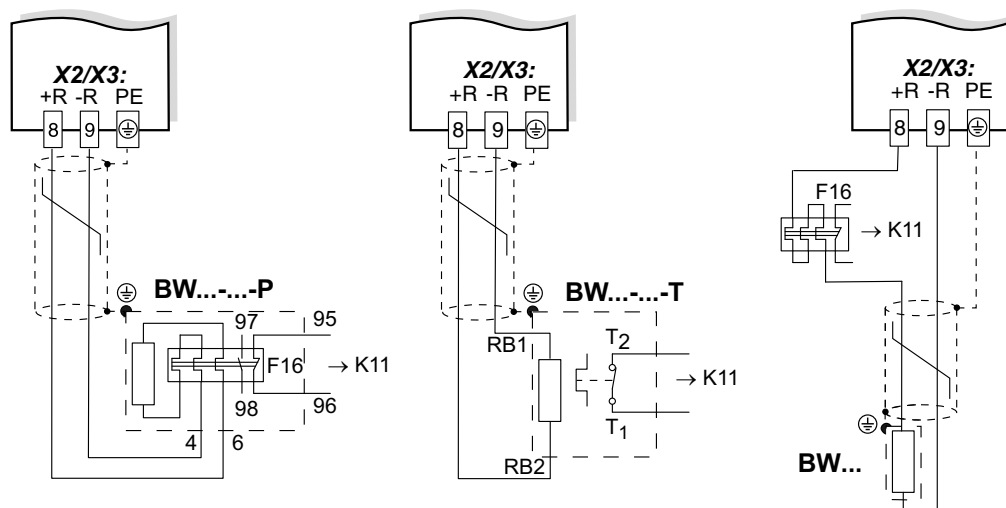 X2/X3:
+R -R PE
8 9
BW...-...-P
97 95
F16 → K11
98 96
4 6
X2/X3:
+R -R PE
8 9
BW...-...-T
RB1
T2
→ K11
T1
RB2
X2/X3:
-R PE
8 9
F16
→ K11
BW...